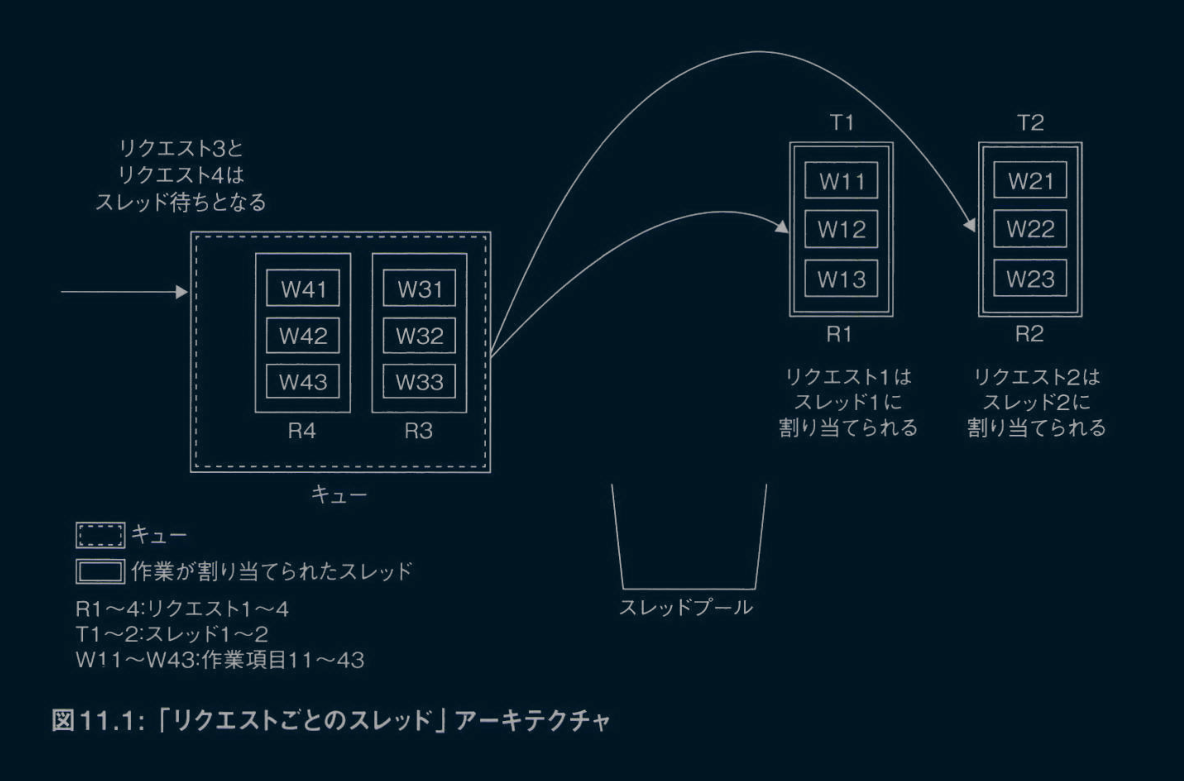 リクエスト3と
リクエスト4は
スレッド待ちとなる
W41
W42
W43
R4
W31
W32
W33
R3
キュー
T1
W11
W12
W13
R1
リクエスト1は
スレッド1に
割り当てられる
T2
W21
W22
W23
R2
リクエスト2は
スレッド2に
割り当てられる
スレッドプール
キュー
作業が割り当てられたスレッド
R1～4:リクエスト1～4
T1～2:スレッド1～2
W11～W43:作業項目11～43
図11.1:「リクエストごとのスレッド」アーキテクチャ